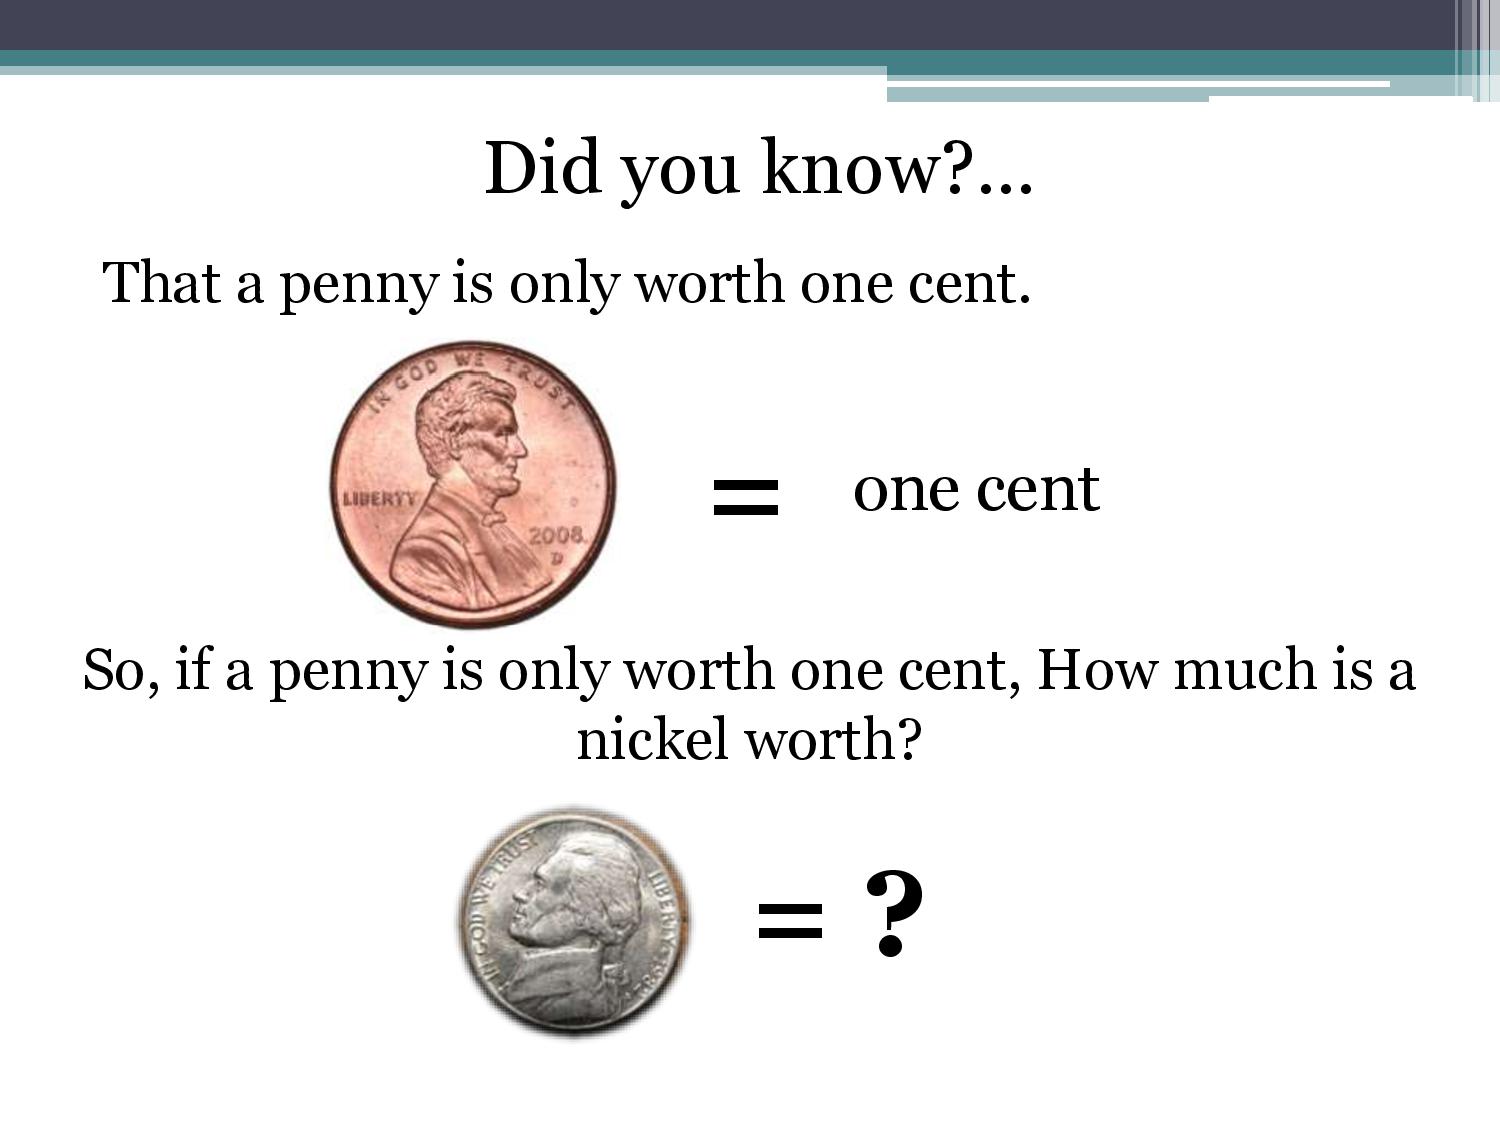 Did you know?...
That a penny is only worth one cent.
IN GOD WE TRUST
LIBERTY
2008
D
= one cent
So, if a penny is only worth one cent, How much is a
nickel worth?
IN GOD WE TRUST
LIBERTY
= ?